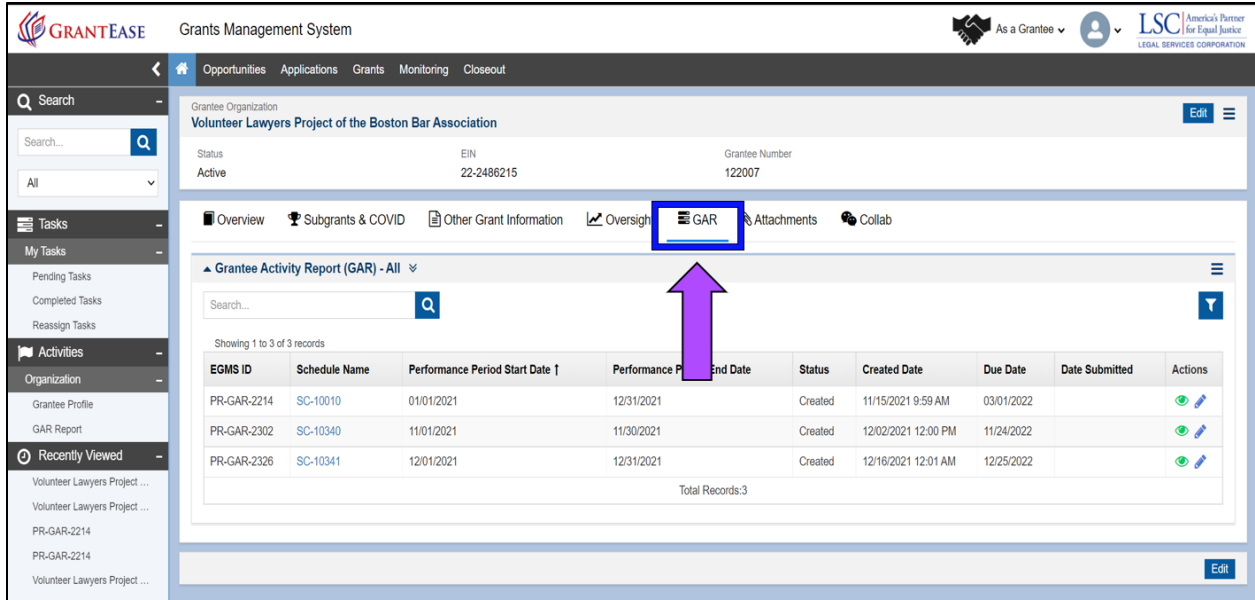 GRANTEASE Grants Management System As a Grantee LSC America's Partner for Equal Justice LEGAL SERVICES CORPORATION
Opportunities Applications Grants Monitoring Closeout
Search
Search...
All
Tasks
My Tasks
Pending Tasks
Completed Tasks
Reassign Tasks
Activities
Organization
Grantee Profile
GAR Report
Recently Viewed
Volunteer Lawyers Project ...
Volunteer Lawyers Project ...
PR-GAR-2214
PR-GAR-2214
Volunteer Lawyers Project ...
Grantee Organization
Volunteer Lawyers Project of the Boston Bar Association
Edit
Status EIN Grantee Number
Active 22-2486215 122007
Overview Subgrants & COVID Other Grant Information Oversigh GAR Attachments Collab
Grantee Activity Report (GAR) - All
Search...
Showing 1 to 3 of 3 records
EGMS ID Schedule Name Performance Period Start Date ↑ Performance P End Date Status Created Date Due Date Date Submitted Actions
PR-GAR-2214 SC-10010 01/01/2021 12/31/2021 Created 11/15/2021 9:59 AM 03/01/2022
PR-GAR-2302 SC-10340 11/01/2021 11/30/2021 Created 12/02/2021 12:00 PM 11/24/2022
PR-GAR-2326 SC-10341 12/01/2021 12/31/2021 Created 12/16/2021 12:01 AM 12/25/2022
Total Records:3
Edit